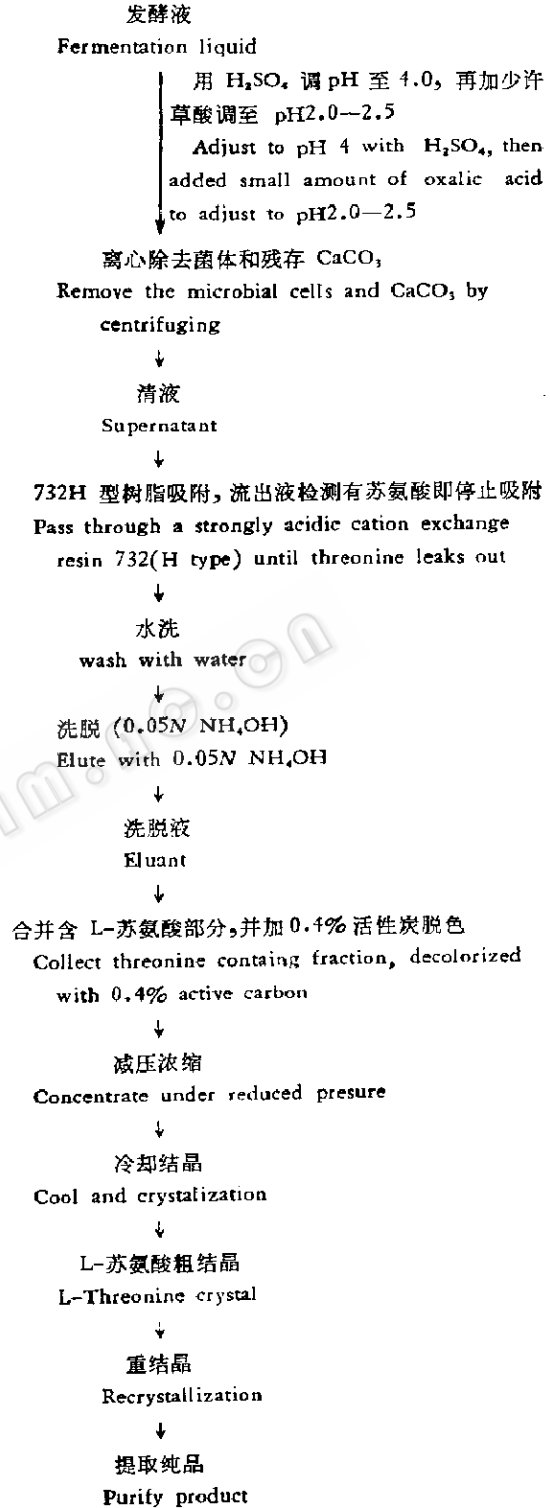 发酵液
Fermentation liquid
用 H₂SO₄ 调 pH 至 4.0, 再加少许
草酸调至 pH2.0—2.5
Adjust to pH 4 with H₂SO₄, then
added small amount of oxalic acid
to adjust to pH2.0—2.5
离心除去菌体和残存 CaCO₃
Remove the microbial cells and CaCO₃ by
centrifuging
清液
Supernatant
732H 型树脂吸附, 流出液检测有苏氨酸即停止吸附
Pass through a strongly acidic cation exchange
resin 732(H type) until threonine leaks out
水洗
wash with water
洗脱 (0.05N NH₄OH)
Elute with 0.05N NH₄OH
洗脱液
Eluant
合并含 L-苏氨酸部分,并加0.4%活性炭脱色
Collect threonine containg fraction, decolorized
with 0.4% active carbon
减压浓缩
Concentrate under reduced presure
冷却结晶
Cool and crystalization
L-苏氨酸粗结晶
L-Threonine crystal
重结晶
Recrystallization
提取纯品
Purify product